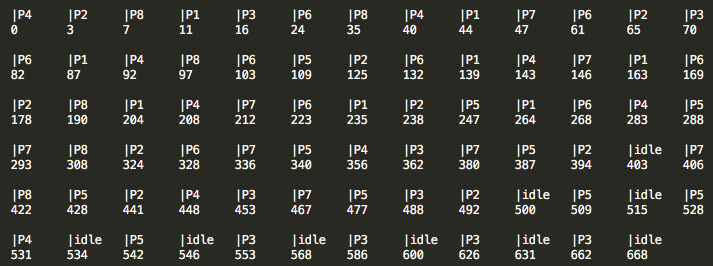 |P4 |P2 |P8 |P1 |P3 |P6 |P8 |P4 |P1 |P7 |P6 |P2 |P3
0 3 7 11 16 24 35 40 44 47 61 65 70
|P6 |P1 |P4 |P8 |P6 |P5 |P2 |P6 |P1 |P4 |P7 |P1 |P6
82 87 92 97 103 109 125 132 139 143 146 163 169
|P2 |P8 |P1 |P4 |P7 |P6 |P1 |P2 |P5 |P1 |P6 |P4 |P5
178 190 204 208 212 223 235 238 247 264 268 283 288
|P7 |P8 |P2 |P6 |P7 |P5 |P4 |P3 |P7 |P5 |P2 |idle |P7
293 308 324 328 336 340 356 362 380 387 394 403 406
|P8 |P5 |P2 |P4 |P3 |P7 |P5 |P3 |P2 |idle |P5 |idle |P5
422 428 441 448 453 467 477 488 492 500 509 515 528
|P4 |idle |P5 |idle |P3 |idle |P3 |idle |P3 |idle |P3 |idle
531 534 542 546 553 568 586 600 626 631 662 668